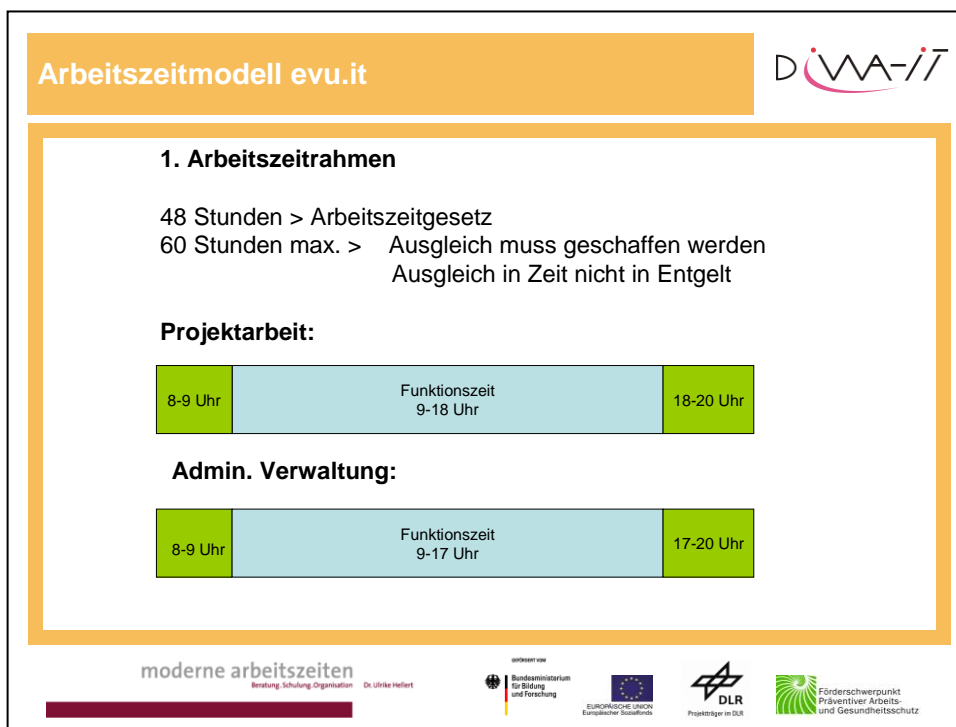 Arbeitszeitmodell evu.it
DiWA-iT
1. Arbeitszeitrahmen
48 Stunden > Arbeitszeitgesetz
60 Stunden max. > Ausgleich muss geschaffen werden
Ausgleich in Zeit nicht in Entgelt
Projektarbeit:
8-9 Uhr
Funktionszeit
9-18 Uhr
18-20 Uhr
Admin. Verwaltung:
8-9 Uhr
Funktionszeit
9-17 Uhr
17-20 Uhr
moderne arbeitszeiten
Beratung.Schulung.Organisation Dr. Ulrike Hellert
GEFÖRDERT VOM
Bundesministerium
für Bildung
und Forschung
EUROPÄISCHE UNION
Europäischer Sozialfonds
DLR
Projektträger im DLR
Förderschwerpunkt
Präventiver Arbeits-
und Gesundheitsschutz